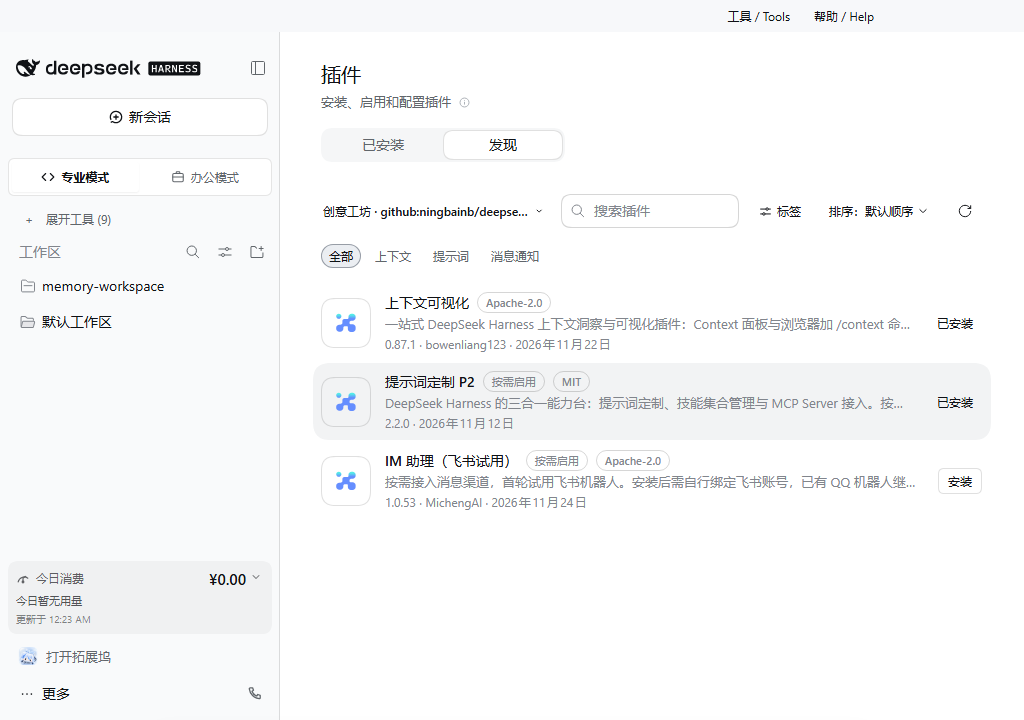 工具 / Tools 帮助 / Help
deepseek HARNESS
新会话
专业模式 办公模式
+ 展开工具 (9)
工作区
memory-workspace
默认工作区
今日消费 ¥0.00
今日暂无用量
更新于 12:23 AM
打开拓展坞
··· 更多
插件
安装、启用和配置插件
已安装 发现
创意工坊 · github:ningbainb/deepse... 搜索插件 标签 排序：默认顺序
全部 上下文 提示词 消息通知
上下文可视化 Apache-2.0
一站式 DeepSeek Harness 上下文洞察与可视化插件：Context 面板与浏览器加 /context 命...
0.87.1 · bowenliang123 · 2026年11月22日
已安装
提示词定制 P2 按需启用 MIT
DeepSeek Harness 的三合一能力台：提示词定制、技能集合管理与 MCP Server 接入。按...
2.2.0 · 2026年11月12日
已安装
IM 助理（飞书试用） 按需启用 Apache-2.0
按需接入消息渠道，首轮试用飞书机器人。安装后需自行绑定飞书账号，已有 QQ 机器人继...
1.0.53 · MichengAI · 2026年11月24日
安装